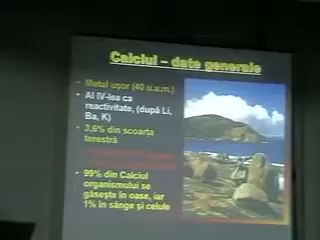 Calciul – date generale
• Metal uşor (40 u.a.m.)
• Al IV-lea ca
reactivitate, (după Li,
Ba, K)
• 3,6% din scoarţa
terestră
• 99% din Calciul
organismului se
găseşte în oase, iar
1% în sânge şi celule